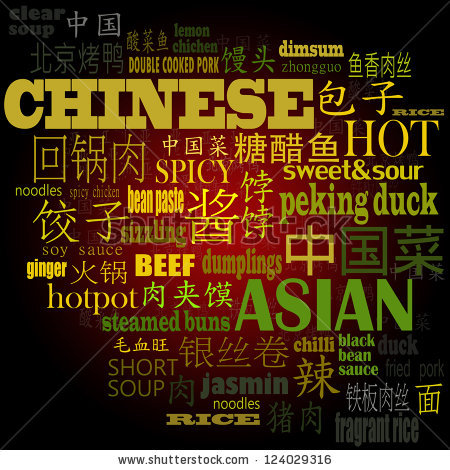 clear soup
中国
酸菜鱼
lemon chichen
dimsum
北京烤鸭
DOUBLE COOKED PORK
馒头
zhongguo
鱼香肉丝
CHINESE
包子
RICE
回锅肉
中国菜
糖醋鱼
HOT
SPICY
sweet&sour
noodles
spicy chicken
bean paste
酱
饽饽
peking duck
饺子
sizzling
soy sauce
中国菜
ginger
火锅
BEEF
dumplings
hotpot
肉夹馍
ASIAN
steamed buns
毛血旺
银丝卷
chilli
black bean sauce
duck
SHORT SOUP
肉
jasmin
辣
fried pork
noodles
铁板肉丝
面
RICE
猪肉
fragrant rice
shutterstock
www.shutterstock.com · 124029316